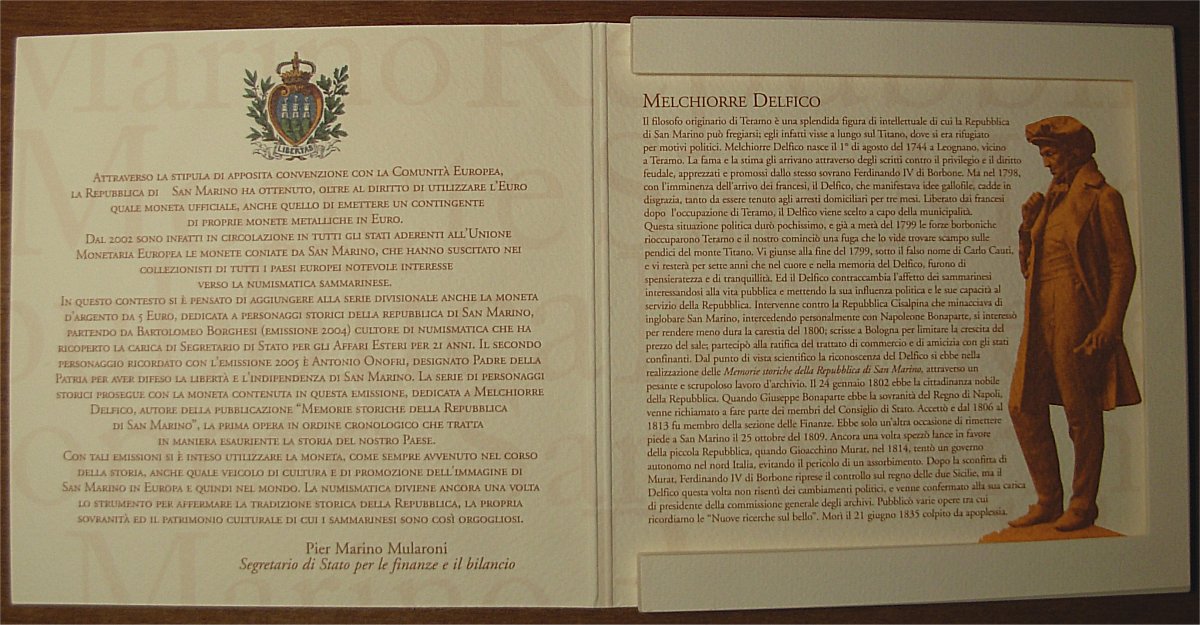 LIBERTAS
Attraverso la stipula di apposita convenzione con la Comunità Europea,
la Repubblica di San Marino ha ottenuto, oltre al diritto di utilizzare l'Euro
quale moneta ufficiale, anche quello di emettere un contingente
di proprie monete metalliche in Euro.
Dal 2002 sono infatti in circolazione in tutti gli stati aderenti all'Unione
Monetaria Europea le monete coniate da San Marino, che hanno suscitato nei
collezionisti di tutti i paesi europei notevole interesse
verso la numismatica sammarinese.
In questo contesto si è pensato di aggiungere alla serie divisionale anche la moneta
d'argento da 5 Euro, dedicata a personaggi storici della repubblica di San Marino,
partendo da Bartolomeo Borghesi (emissione 2004) cultore di numismatica che ha
ricoperto la carica di Segretario di Stato per gli Affari Esteri per 21 anni. Il secondo
personaggio ricordato con l'emissione 2005 è Antonio Onofri, designato Padre della
Patria per aver difeso la libertà e l'indipendenza di San Marino. La serie di personaggi
storici prosegue con la moneta contenuta in questa emissione, dedicata a Melchiorre
Delfico, autore della pubblicazione "Memorie storiche della Repubblica
di San Marino", la prima opera in ordine cronologico che tratta
in maniera esauriente la storia del nostro Paese.
Con tali emissioni si è inteso utilizzare la moneta, come sempre avvenuto nel corso
della storia, anche quale veicolo di cultura e di promozione dell'immagine di
San Marino in Europa e quindi nel mondo. La numismatica diviene ancora una volta
lo strumento per affermare la tradizione storica della Repubblica, la propria
sovranità ed il patrimonio culturale di cui i sammarinesi sono così orgogliosi.
Pier Marino Mularoni
Segretario di Stato per le finanze e il bilancio
Melchiorre Delfico
Il filosofo originario di Teramo è una splendida figura di intellettuale di cui la Repubblica
di San Marino può fregiarsi; egli infatti visse a lungo sul Titano, dove si era rifugiato
per motivi politici. Melchiorre Delfico nasce il 1° di agosto del 1744 a Leognano, vicino
a Teramo. La fama e la stima gli arrivano attraverso degli scritti contro il privilegio e il diritto
feudale, apprezzati e promossi dallo stesso sovrano Ferdinando IV di Borbone. Ma nel 1798,
con l'imminenza dell'arrivo dei francesi, il Delfico, che manifestava idee gallofile, cadde in
disgrazia, tanto da essere tenuto agli arresti domiciliari per tre mesi. Liberato dai francesi
dopo l'occupazione di Teramo, il Delfico viene scelto a capo della municipalità.
Questa situazione politica durò pochissimo, e già a metà del 1799 le forze borboniche
rioccuparono Teramo e il nostro cominciò una fuga che lo vide trovare scampo sulle
pendici del monte Titano. Vi giunse alla fine del 1799, sotto il falso nome di Carlo Cauti,
e vi resterà per sette anni che nel cuore e nella memoria del Delfico, furono di
spensieratezza e di tranquillità. Ed il Delfico contraccambia l'affetto dei sammarinesi
interessandosi alla vita pubblica e mettendo la sua influenza politica e le sue capacità al
servizio della Repubblica. Intervenne contro la Repubblica Cisalpina che minacciava di
inglobare San Marino, intercedendo personalmente con Napoleone Bonaparte, si interessò
per rendere meno dura la carestia del 1800; scrisse a Bologna per limitare la crescita del
prezzo del sale; partecipò alla ratifica del trattato di commercio e di amicizia con gli stati
confinanti. Dal punto di vista scientifico la riconoscenza del Delfico si ebbe nella
realizzazione delle Memorie storiche della Repubblica di San Marino, attraverso un
pesante e scrupoloso lavoro d'archivio. Il 24 gennaio 1802 ebbe la cittadinanza nobile
della Repubblica. Quando Giuseppe Bonaparte ebbe la sovranità del Regno di Napoli,
venne richiamato a fare parte dei membri del Consiglio di Stato. Accettò e dal 1806 al
1813 fu membro della sezione delle Finanze. Ebbe solo un'altra occasione di rimettere
piede a San Marino il 25 ottobre del 1809. Ancora una volta spezzò lance in favore
della piccola Repubblica, quando Gioacchino Murat, nel 1814, tentò un governo
autonomo nel nord Italia, evitando il pericolo di un assorbimento. Dopo la sconfitta di
Murat, Ferdinando IV di Borbone riprese il controllo sul regno delle due Sicilie, ma il
Delfico questa volta non risentì dei cambiamenti politici, e venne confermato alla sua carica
di presidente della commissione generale degli archivi. Pubblicò varie opere tra cui
ricordiamo le "Nuove ricerche sul bello". Morì il 21 giugno 1835 colpito da apoplessia.